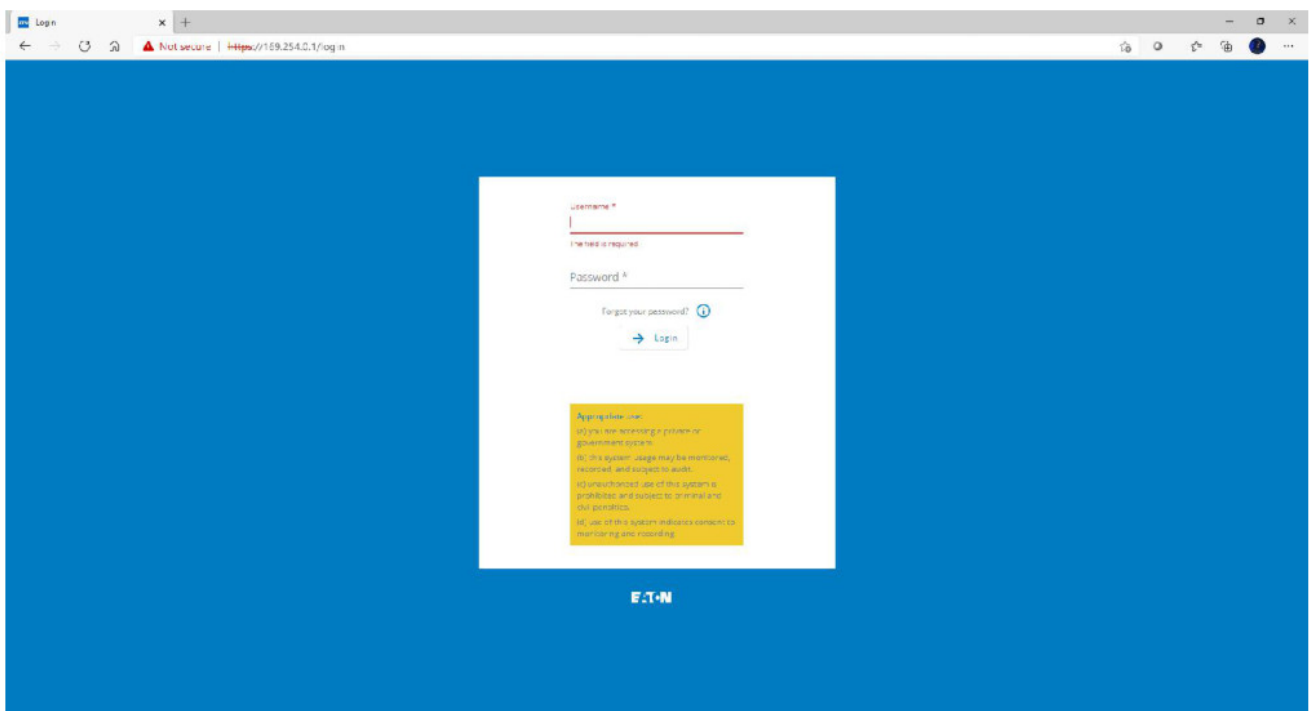 Login
Not secure | https://169.254.0.1/login
Username *
The field is required
Password *
Forgot your password?
Login
Appropriate use:
(a) you are accessing a private or
government system.
(b) this system usage may be monitored,
recorded, and subject to audit.
(c) unauthorized use of this system is
prohibited and subject to criminal and
civil penalties.
(d) use of this system indicates consent to
monitoring and recording
EATON